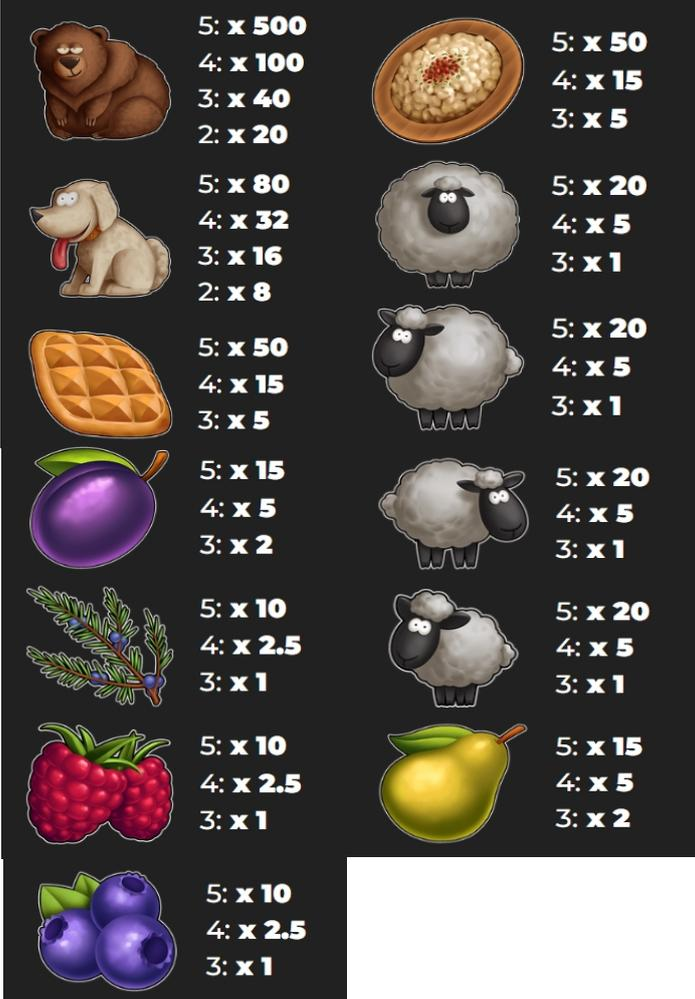 5: x 500
4: x 100
3: x 40
2: x 20
5: x 80
4: x 32
3: x 16
2: x 8
5: x 50
4: x 15
3: x 5
5: x 15
4: x 5
3: x 2
5: x 10
4: x 2.5
3: x 1
5: x 10
4: x 2.5
3: x 1
5: x 10
4: x 2.5
3: x 1
5: x 50
4: x 15
3: x 5
5: x 20
4: x 5
3: x 1
5: x 20
4: x 5
3: x 1
5: x 20
4: x 5
3: x 1
5: x 20
4: x 5
3: x 1
5: x 15
4: x 5
3: x 2